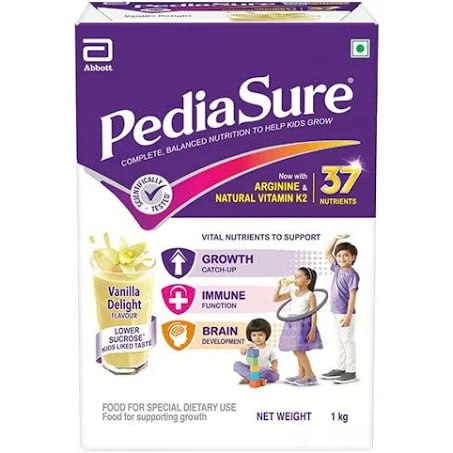 Abbott
PediaSure®
COMPLETE, BALANCED NUTRITION TO HELP KIDS GROW
SCIENTIFICALLY TESTED
Now with
ARGININE &
NATURAL VITAMIN K2
37
NUTRIENTS
VITAL NUTRIENTS TO SUPPORT
GROWTH
CATCH-UP
IMMUNE
FUNCTION
BRAIN
DEVELOPMENT
Vanilla
Delight
FLAVOUR
LOWER
SUCROSE
KIDS LIKED TASTE
FOOD FOR SPECIAL DIETARY USE
Food for supporting growth
NET WEIGHT 1 kg